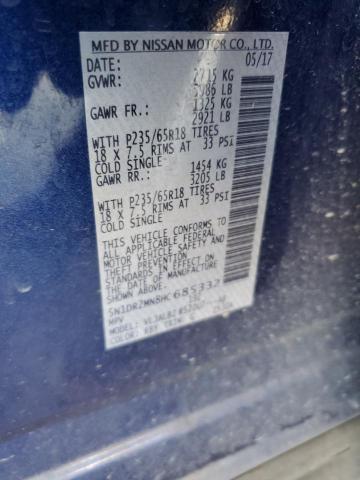 MFD BY NISSAN MOTOR CO., LTD.
DATE: 05/17
GVWR: 2715 KG
5986 LB
GAWR FR.: 1325 KG
2921 LB
WITH P235/65R18 TIRES
18 X 7.5 RIMS AT 33 PSI
COLD SINGLE
GAWR RR.: 1454 KG
3205 LB
WITH P235/65R18 TIRES
18 X 7.5 RIMS AT 33 PSI
COLD SINGLE
THIS VEHICLE CONFORMS TO
ALL APPLICABLE FEDERAL
MOTOR VEHICLE SAFETY AND
THEFT PREVENTION
STANDARDS IN EFFECT ON
THE DATE OF MANUFACTURE
SHOWN ABOVE.
5N1DR2MN8HC685332
MPV
MODEL:
COLOR: RBY TRIM: G